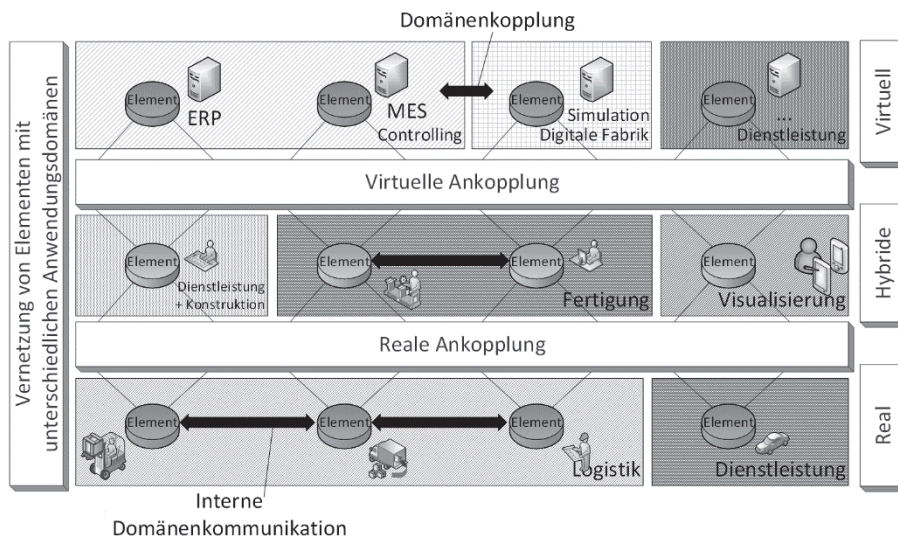 Domänenkopplung
Vernetzung von Elementen mit
unterschiedlichen Anwendungsdomänen
Element
ERP
Element
MES
Controlling
Element
Simulation
Digitale Fabrik
Element
...
Dienstleistung
Virtuell
Virtuelle Ankopplung
Element
Dienstleistung
+ Konstruktion
Element
Element
Fertigung
Element
Visualisierung
Hybride
Reale Ankopplung
Element
Element
Element
Logistik
Element
Dienstleistung
Real
Interne
Domänenkommunikation